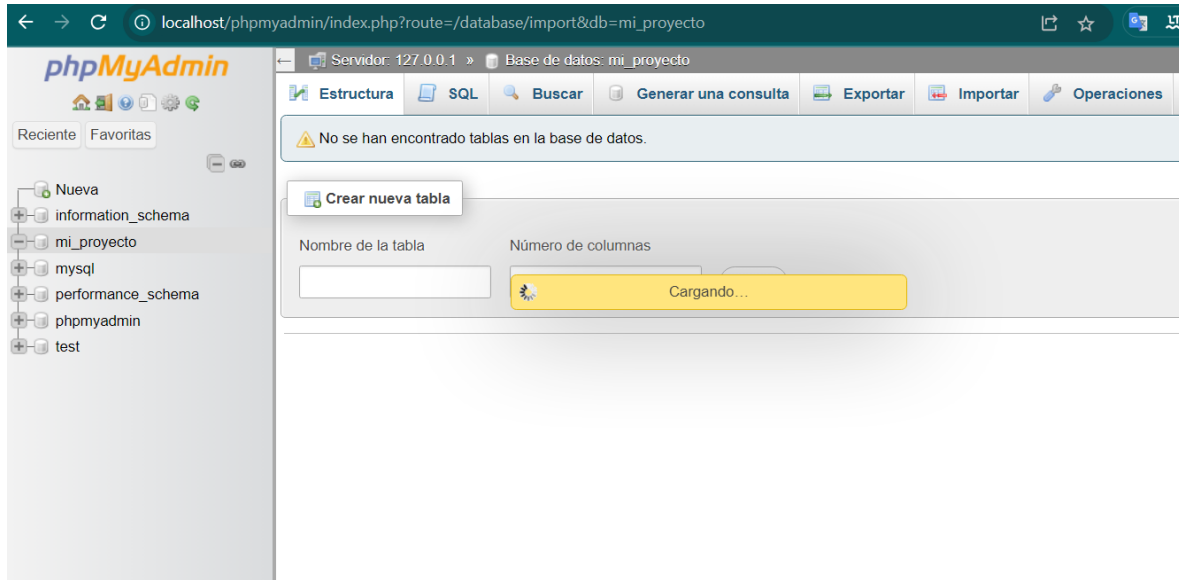 localhost/phpmyadmin/index.php?route=/database/import&db=mi_proyecto
phpMyAdmin
Reciente Favoritas
Nueva
information_schema
mi_proyecto
mysql
performance_schema
phpmyadmin
test
Servidor: 127.0.0.1 » Base de datos: mi_proyecto
Estructura SQL Buscar Generar una consulta Exportar Importar Operaciones
No se han encontrado tablas en la base de datos.
Crear nueva tabla
Nombre de la tabla Número de columnas
Cargando…